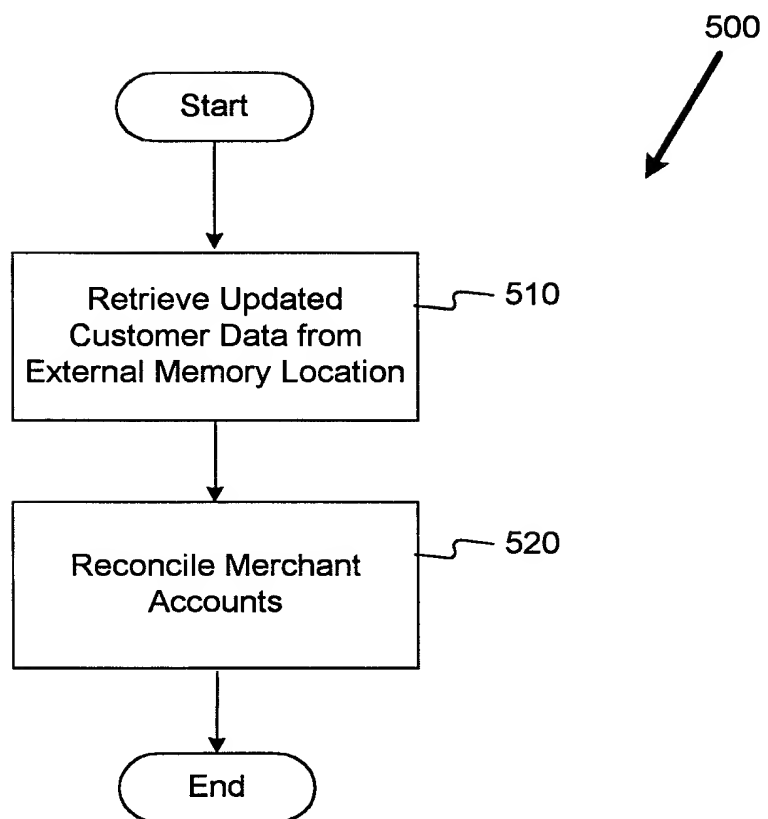 500
Start
Retrieve Updated
Customer Data from
External Memory Location
510
Reconcile Merchant
Accounts
520
End